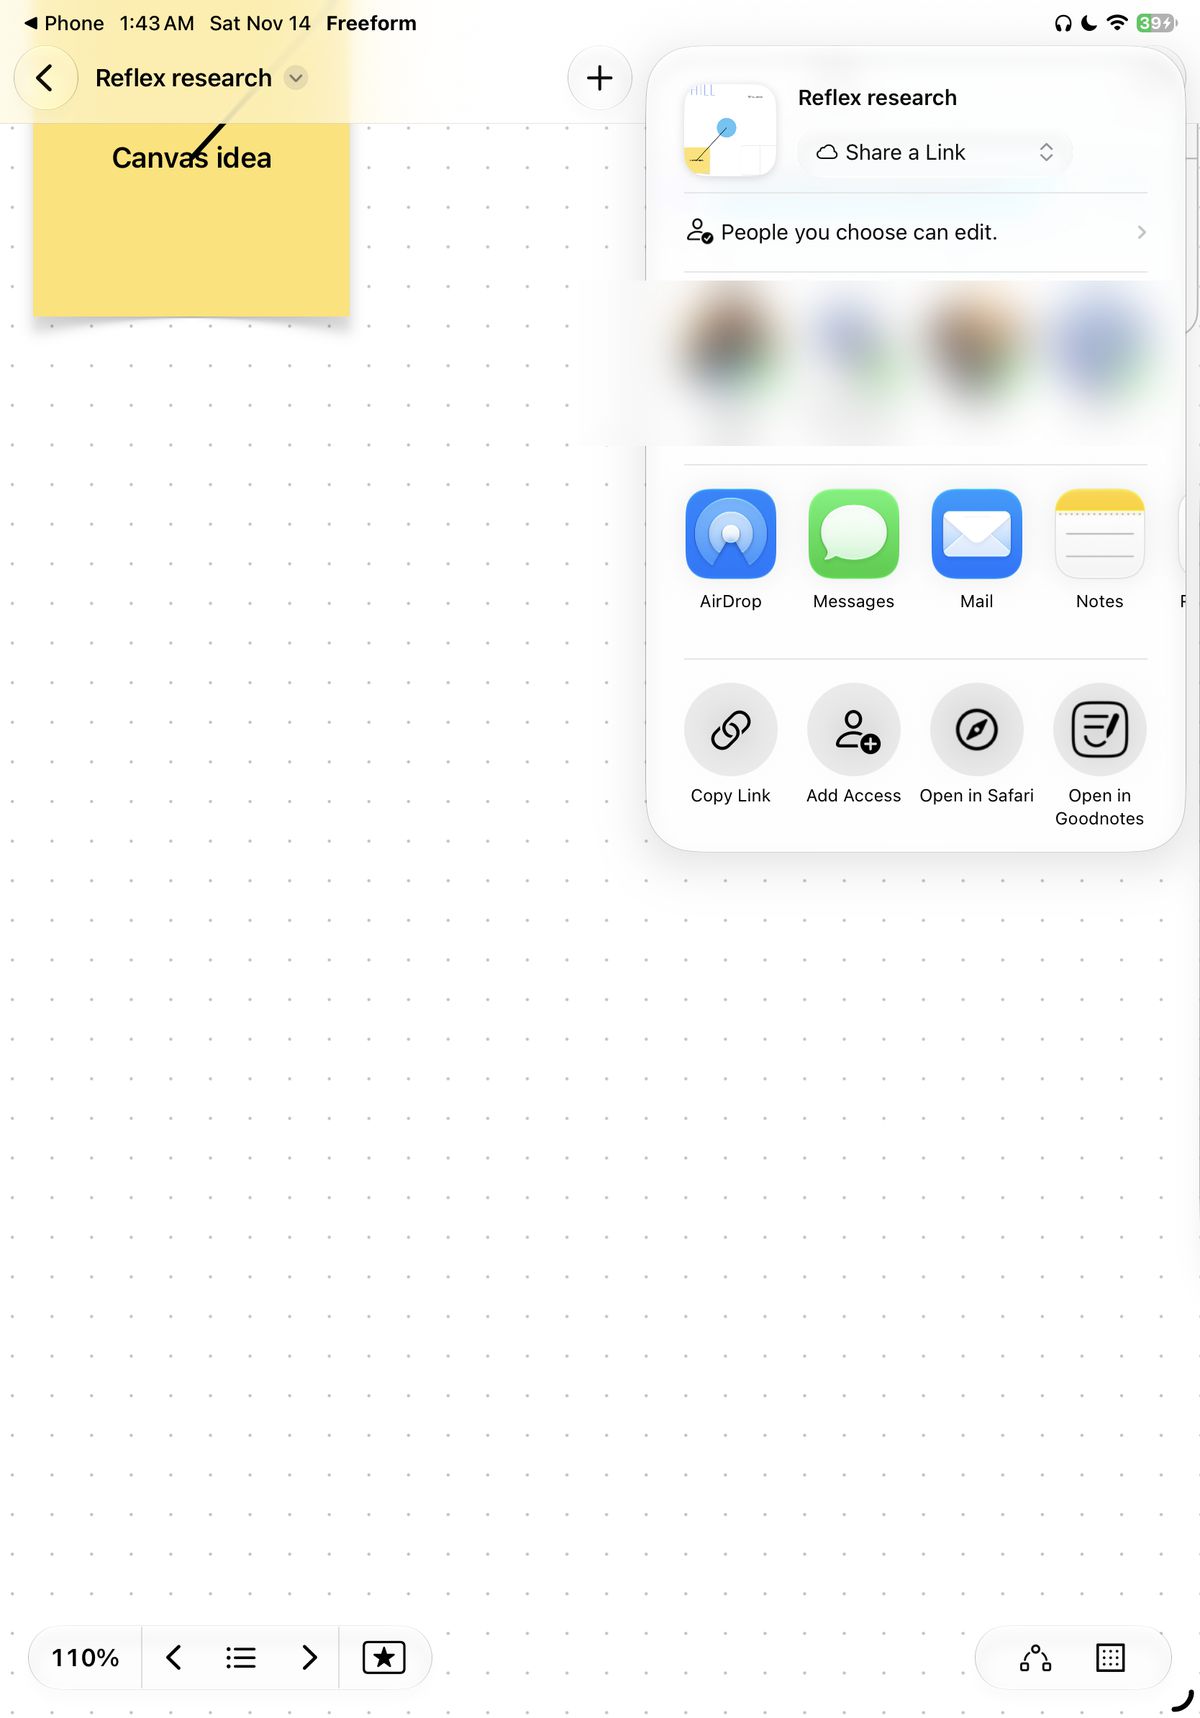 Phone 1:43 AM Sat Nov 14 Freeform
39
Reflex research
Canvas idea
HILL
Reflex research
Share a Link
People you choose can edit.
AirDrop
Messages
Mail
Notes
Copy Link
Add Access
Open in Safari
Open in
Goodnotes
110%